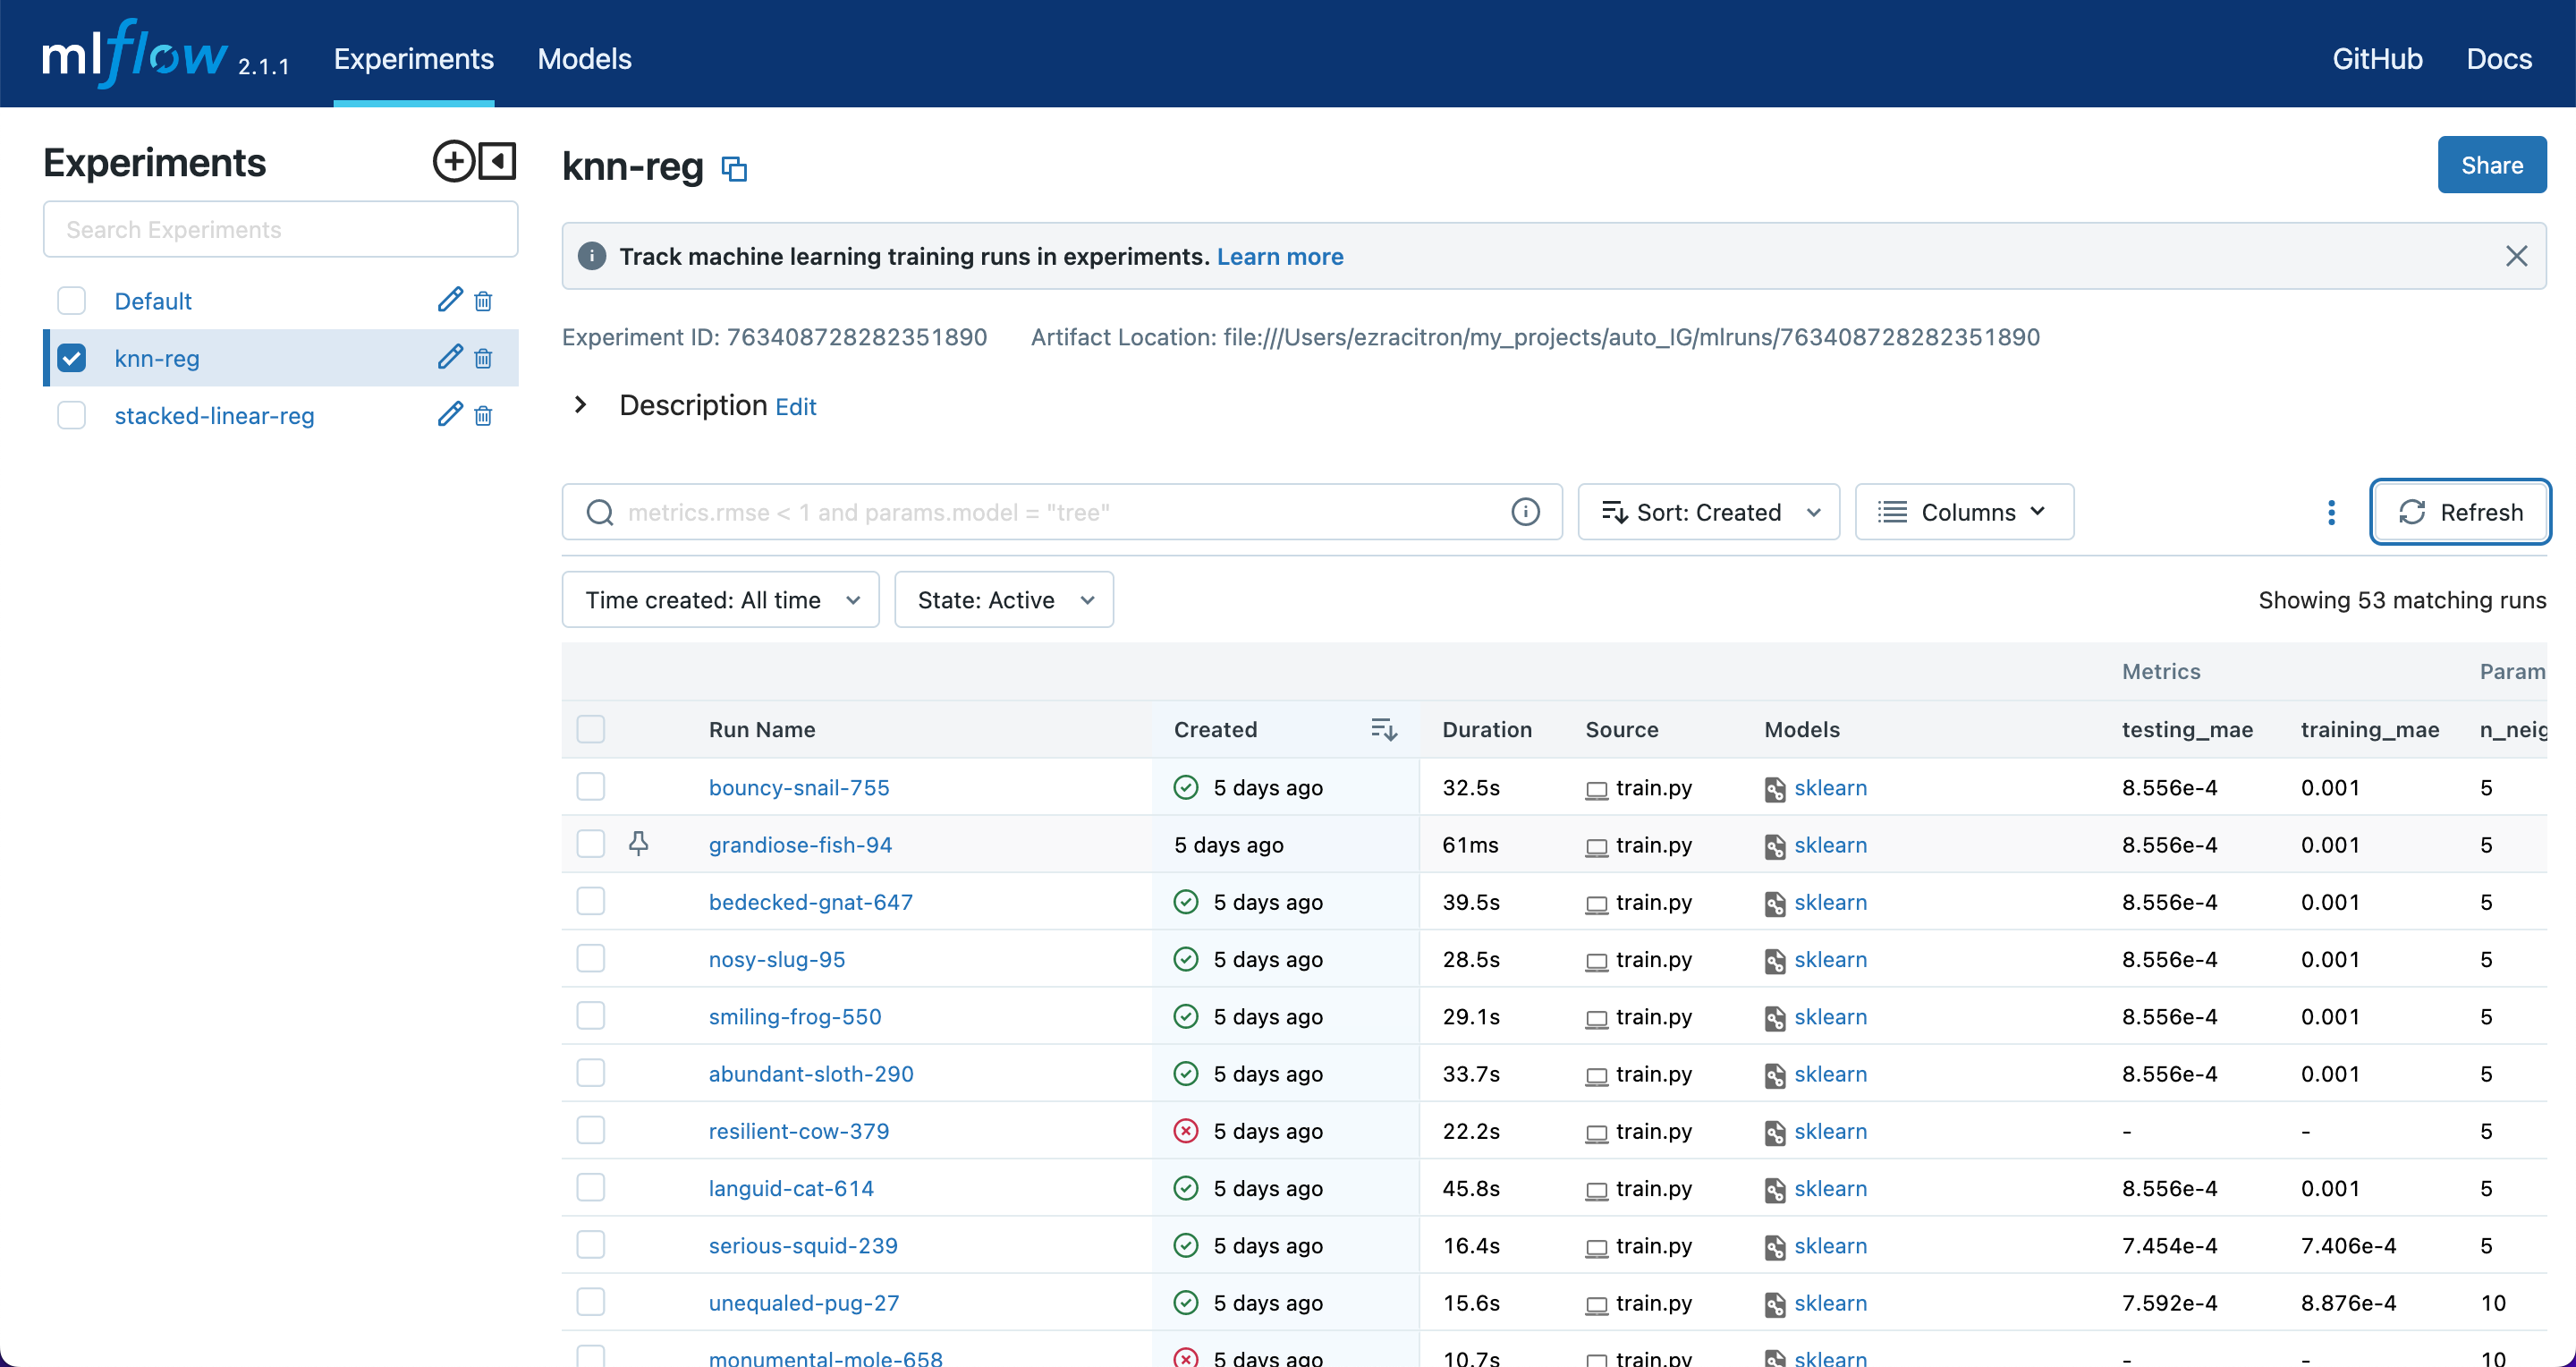 mlflow 2.1.1 Experiments Models GitHub Docs
Experiments
Search Experiments
Default
knn-reg
stacked-linear-reg
knn-reg Share
Track machine learning training runs in experiments. Learn more
Experiment ID: 763408728282351890 Artifact Location: file:///Users/ezracitron/my_projects/auto_IG/mlruns/763408728282351890
Description Edit
metrics.rmse < 1 and params.model = "tree" Sort: Created Columns Refresh
Time created: All time State: Active Showing 53 matching runs
Metrics Param
Run Name Created Duration Source Models testing_mae training_mae n_neig
bouncy-snail-755 5 days ago 32.5s train.py sklearn 8.556e-4 0.001 5
grandiose-fish-94 5 days ago 61ms train.py sklearn 8.556e-4 0.001 5
bedecked-gnat-647 5 days ago 39.5s train.py sklearn 8.556e-4 0.001 5
nosy-slug-95 5 days ago 28.5s train.py sklearn 8.556e-4 0.001 5
smiling-frog-550 5 days ago 29.1s train.py sklearn 8.556e-4 0.001 5
abundant-sloth-290 5 days ago 33.7s train.py sklearn 8.556e-4 0.001 5
resilient-cow-379 5 days ago 22.2s train.py sklearn - - 5
languid-cat-614 5 days ago 45.8s train.py sklearn 8.556e-4 0.001 5
serious-squid-239 5 days ago 16.4s train.py sklearn 7.454e-4 7.406e-4 5
unequaled-pug-27 5 days ago 15.6s train.py sklearn 7.592e-4 8.876e-4 10
monumental-mole-658 5 days ago 10.7s train.py sklearn - - 10